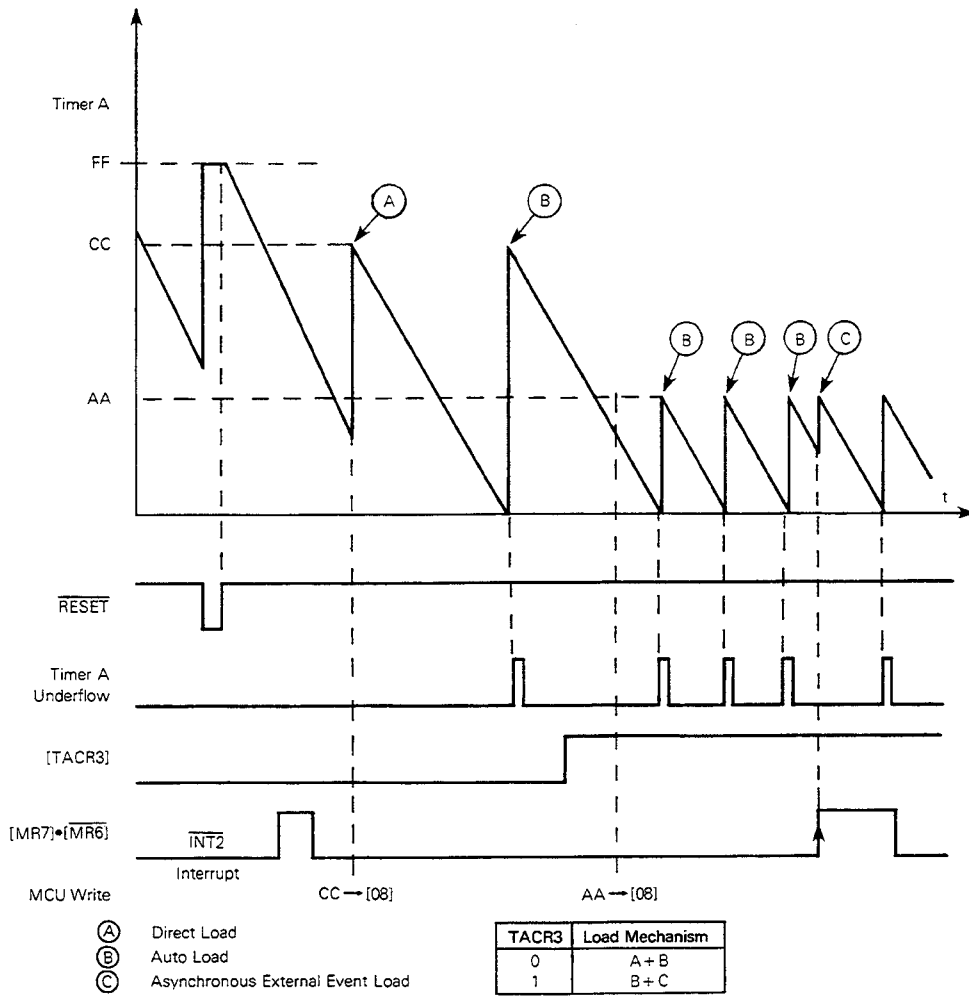 Timer A
FF
CC
A
B
B
B
B
C
AA
t
RESET
Timer A
Underflow
[TACR3]
[MR7]•[MR6]
INT2
Interrupt
MCU Write
CC → [08]
AA → [08]
A Direct Load
B Auto Load
C Asynchronous External Event Load
TACR3 Load Mechanism
0 A + B
1 B + C